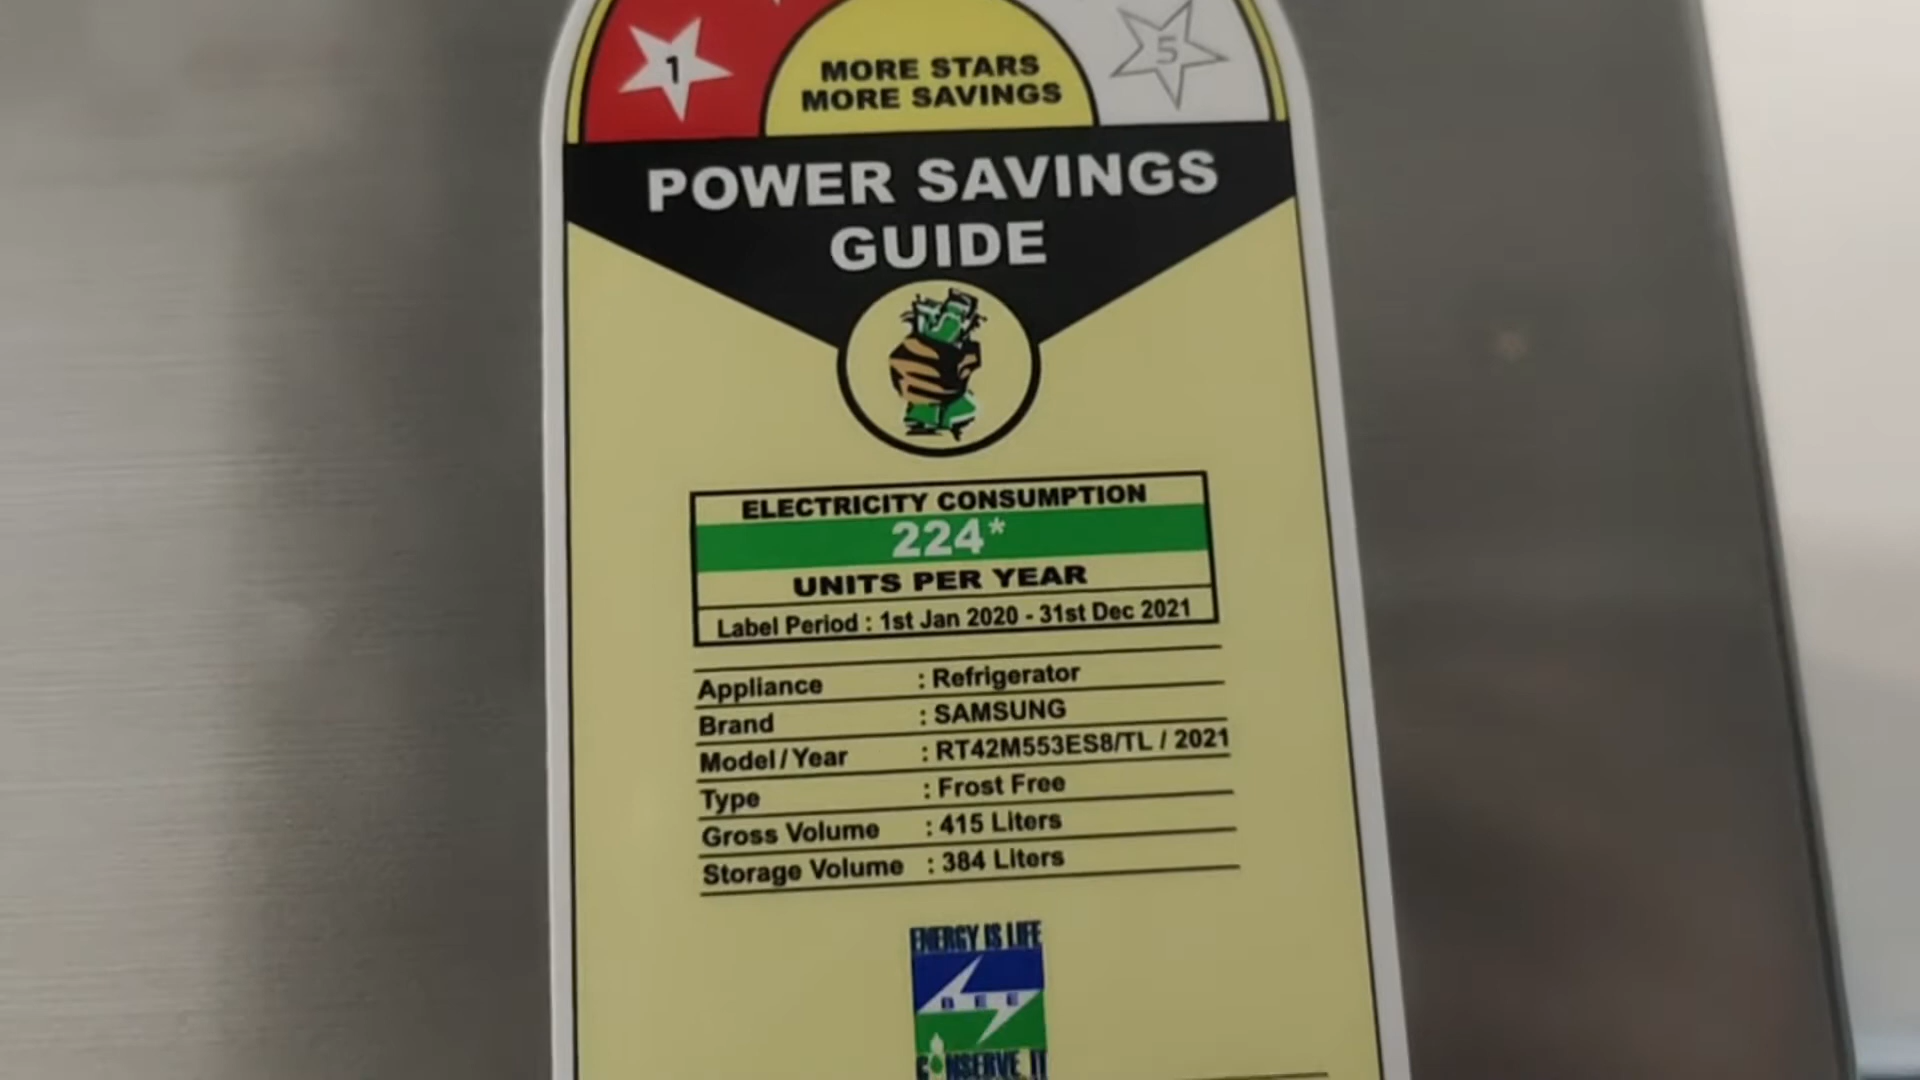 1
5
MORE STARS
MORE SAVINGS
POWER SAVINGS
GUIDE
ELECTRICITY CONSUMPTION
224*
UNITS PER YEAR
Label Period : 1st Jan 2020 - 31st Dec 2021
Appliance : Refrigerator
Brand : SAMSUNG
Model / Year : RT42M553ES8/TL / 2021
Type : Frost Free
Gross Volume : 415 Liters
Storage Volume : 384 Liters
ENERGY IS LIFE
BEE
CONSERVE IT